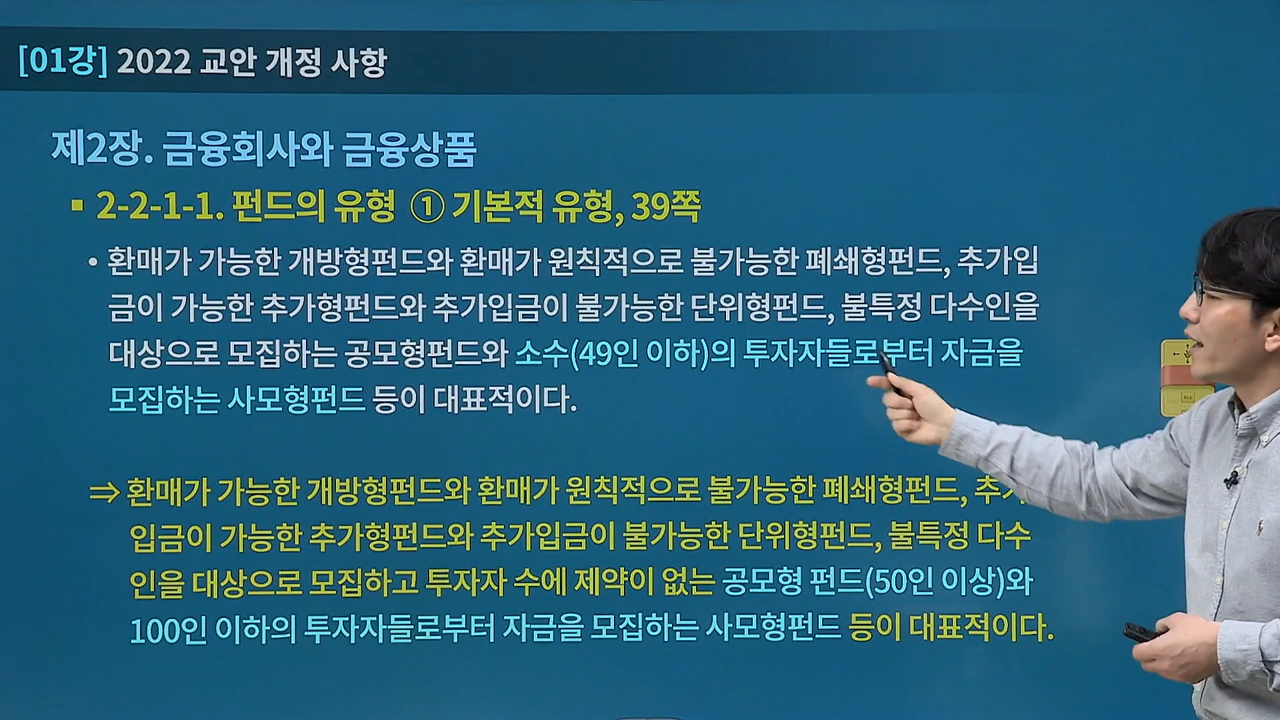 [01강] 2022 교안 개정 사항
제2장. 금융회사와 금융상품
▪ 2-2-1-1. 펀드의 유형 ① 기본적 유형, 39쪽
• 환매가 가능한 개방형펀드와 환매가 원칙적으로 불가능한 폐쇄형펀드, 추가입
금이 가능한 추가형펀드와 추가입금이 불가능한 단위형펀드, 불특정 다수인을
대상으로 모집하는 공모형펀드와 소수(49인 이하)의 투자자들로부터 자금을
모집하는 사모형펀드 등이 대표적이다.
⇒ 환매가 가능한 개방형펀드와 환매가 원칙적으로 불가능한 폐쇄형펀드,
입금이 가능한 추가형펀드와 추가입금이 불가능한 단위형펀드, 불특정 다수
인을 대상으로 모집하고 투자자 수에 제약이 없는 공모형 펀드(50인 이상)와
100인 이하의 투자자들로부터 자금을 모집하는 사모형펀드 등이 대표적이다.